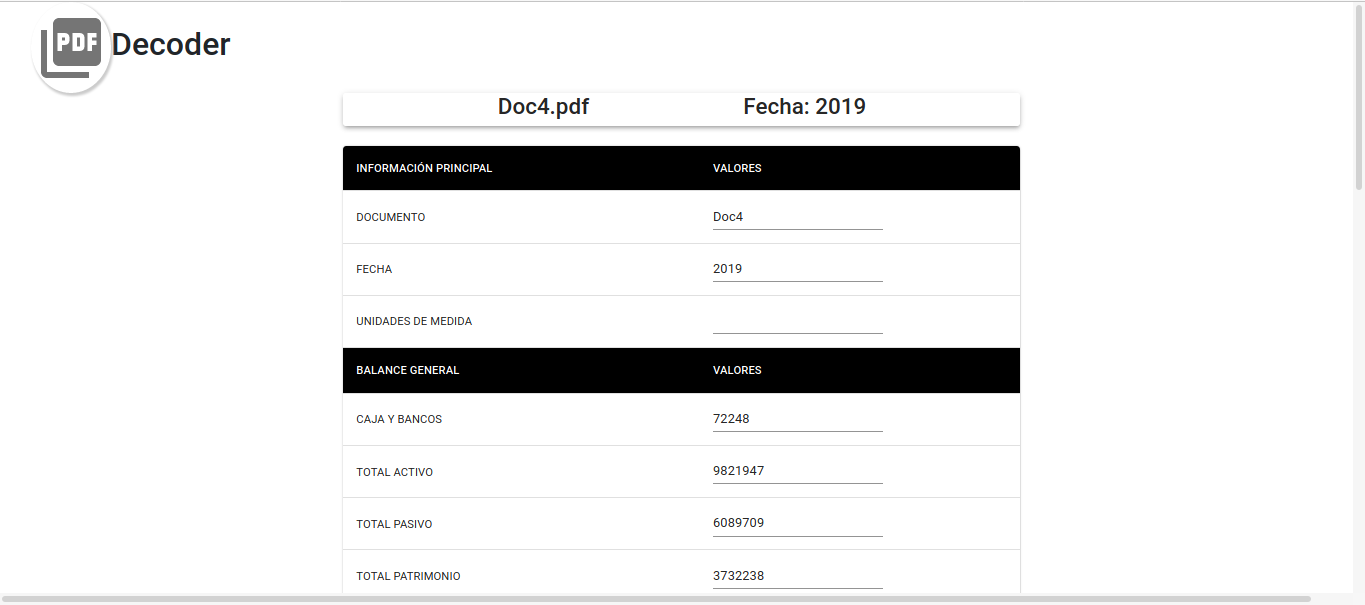 PDF Decoder
Doc4.pdf Fecha: 2019
INFORMACIÓN PRINCIPAL VALORES
DOCUMENTO Doc4
FECHA 2019
UNIDADES DE MEDIDA
BALANCE GENERAL VALORES
CAJA Y BANCOS 72248
TOTAL ACTIVO 9821947
TOTAL PASIVO 6089709
TOTAL PATRIMONIO 3732238